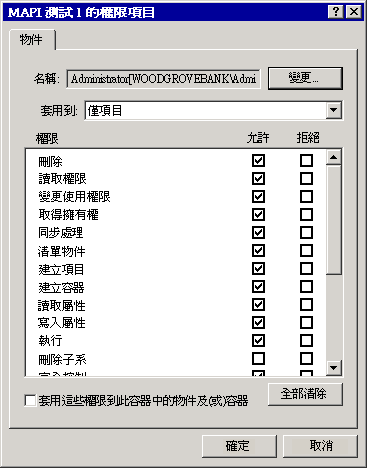 MAPI 測試 1 的權限項目
物件
名稱: Administrator[WOODGROVEBANK\Admi 變更...
套用到: 僅項目
權限 允許 拒絕
刪除
讀取權限
變更使用權限
取得擁有權
同步處理
清單物件
建立項目
建立容器
讀取屬性
寫入屬性
執行
刪除子系
完全控制
套用這些權限到此容器中的物件及(或)容器
全部清除
確定 取消